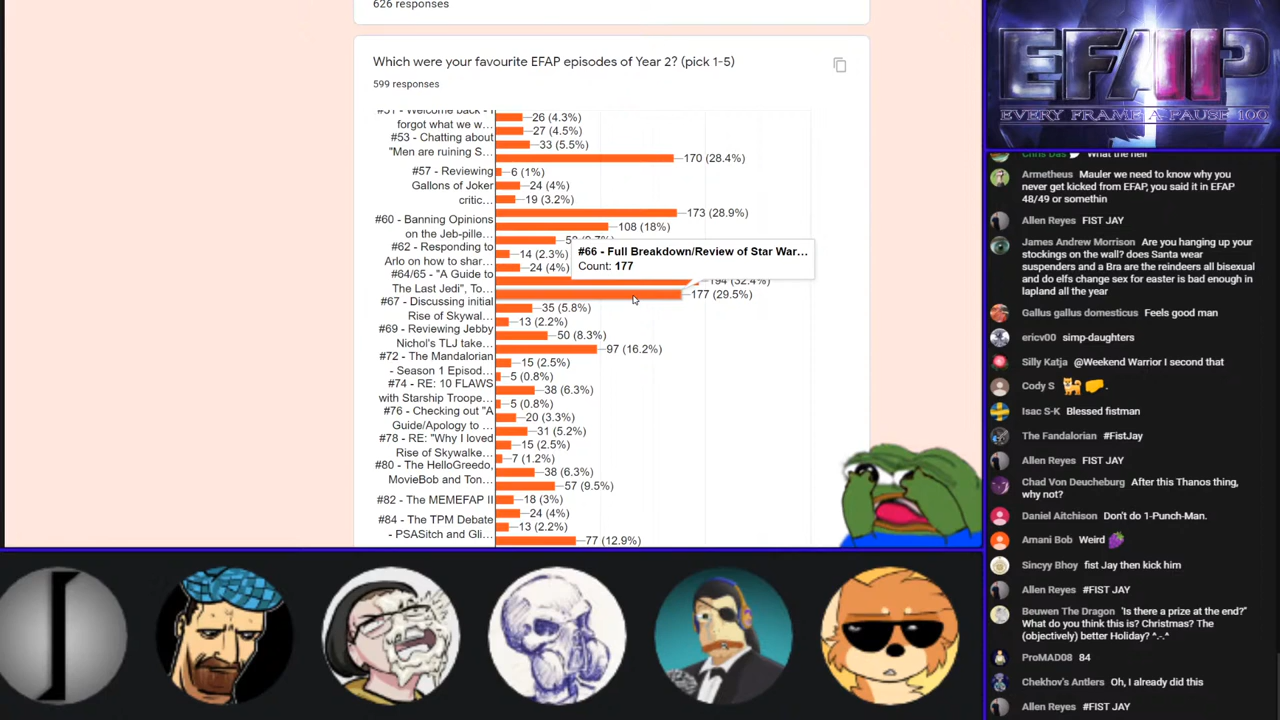 626 responses
Which were your favourite EFAP episodes of Year 2? (pick 1-5)
599 responses
#51 - Welcome back - I
forgot what we w…
#53 - Chatting about
"Men are ruining S…
#57 - Reviewing
Gallons of Joker
critic…
#60 - Banning Opinions
on the Jeb-pille…
#62 - Responding to
Arlo on how to shar…
#64/65 - "A Guide to
The Last Jedi", To…
#67 - Discussing initial
Rise of Skywal…
#69 - Reviewing Jebby
Nichol's TLJ take…
#72 - The Mandalorian
- Season 1 Episod…
#74 - RE: 10 FLAWS
with Starship Troope…
#76 - Checking out "A
Guide/Apology to …
#78 - RE: "Why I loved
Rise of Skywalke…
#80 - The HelloGreedo,
MovieBob and Ton…
#82 - The MEMEFAP II
#84 - The TPM Debate
- PSASitch and Gli…
26 (4.3%)
27 (4.5%)
33 (5.5%)
170 (28.4%)
6 (1%)
24 (4%)
19 (3.2%)
173 (28.9%)
108 (18%)
14 (2.3%)
24 (4%)
194 (32.4%)
177 (29.5%)
35 (5.8%)
13 (2.2%)
50 (8.3%)
97 (16.2%)
15 (2.5%)
5 (0.8%)
38 (6.3%)
5 (0.8%)
20 (3.3%)
31 (5.2%)
15 (2.5%)
7 (1.2%)
38 (6.3%)
57 (9.5%)
18 (3%)
24 (4%)
13 (2.2%)
77 (12.9%)
#66 - Full Breakdown/Review of Star War…
Count: 177
EFAP
EVERY FRAME A PAUSE 100
Chris Das What the hell
Armetheus Mauler we need to know why you
never get kicked from EFAP, you said it in EFAP
48/49 or somethin
Allen Reyes FIST JAY
James Andrew Morrison Are you hanging up your
stockings on the wall? does Santa wear
suspenders and a Bra are the reindeers all bisexual
and do elfs change sex for easter is bad enough in
lapland all the year
Gallus gallus domesticus Feels good man
ericv00 simp-daughters
Silly Katja @Weekend Warrior I second that
Cody S .
Isac S-K Blessed fistman
The Fandalorian #FistJay
Allen Reyes FIST JAY
Chad Von Deucheburg After this Thanos thing,
why not?
Daniel Aitchison Don't do 1-Punch-Man.
Amani Bob Weird
Sincyy Bhoy fist Jay then kick him
Allen Reyes #FIST JAY
Beuwen The Dragon 'Is there a prize at the end?"
What do you think this is? Christmas? The
(objectively) better Holiday? ^.-.^
ProMAD08 84
Chekhov's Antlers Oh, I already did this
Allen Reyes #FIST JAY